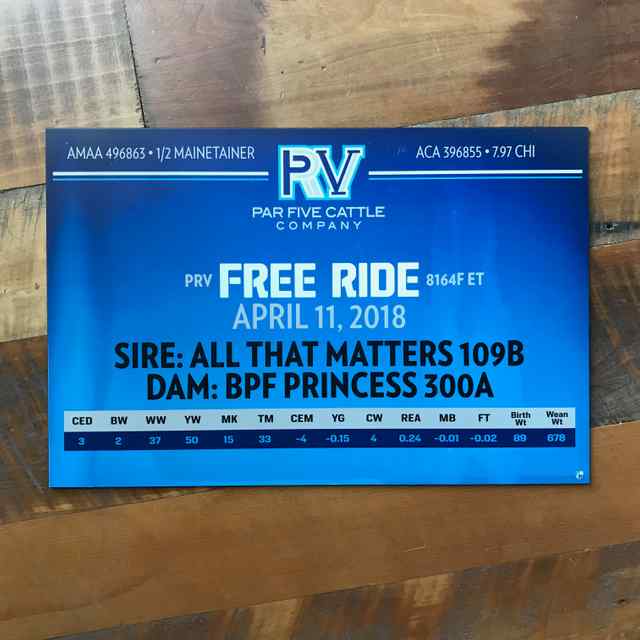 AMAA 496863 • 1/2 MAINETAINER
ACA 396855 • 7.97 CHI
PRV
PAR FIVE CATTLE
COMPANY
PRV FREE RIDE 8164F ET
APRIL 11, 2018
SIRE: ALL THAT MATTERS 109B
DAM: BPF PRINCESS 300A
CED BW WW YW MK TM CEM YG CW REA MB FT Birth Wt Wean Wt
3 2 37 50 15 33 -4 -0.15 4 0.24 -0.01 -0.02 89 678